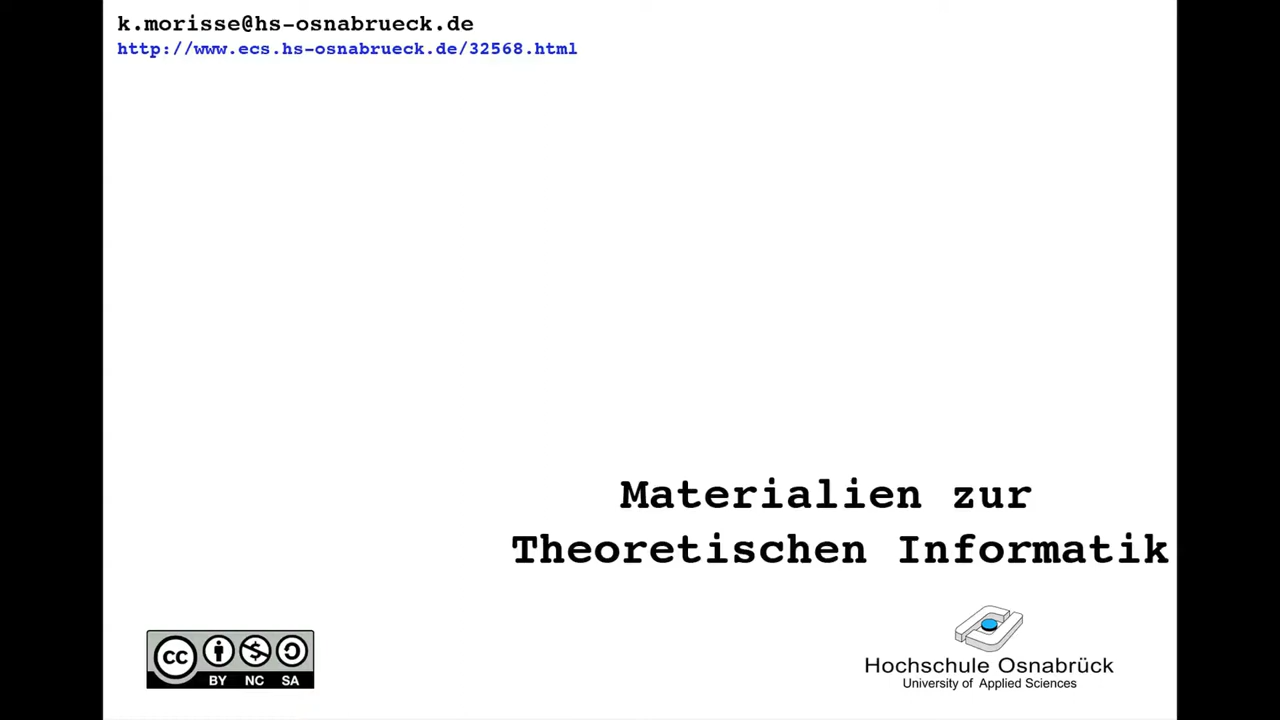 k.morisse@hs-osnabrueck.de
http://www.ecs.hs-osnabrueck.de/32568.html
Materialien zur
Theoretischen Informatik
CC
BY NC SA
Hochschule Osnabrück
University of Applied Sciences